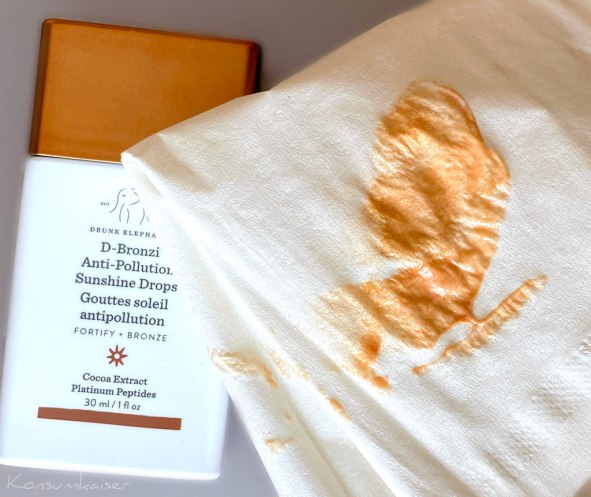 DRUNK ELEPHA
D-Bronzi
Anti-Pollution
Sunshine Drops
Gouttes soleil
antipollution
FORTIFY + BRONZE
Cocoa Extract
Platinum Peptides
30 ml / 1 fl oz
Konsumkaiser